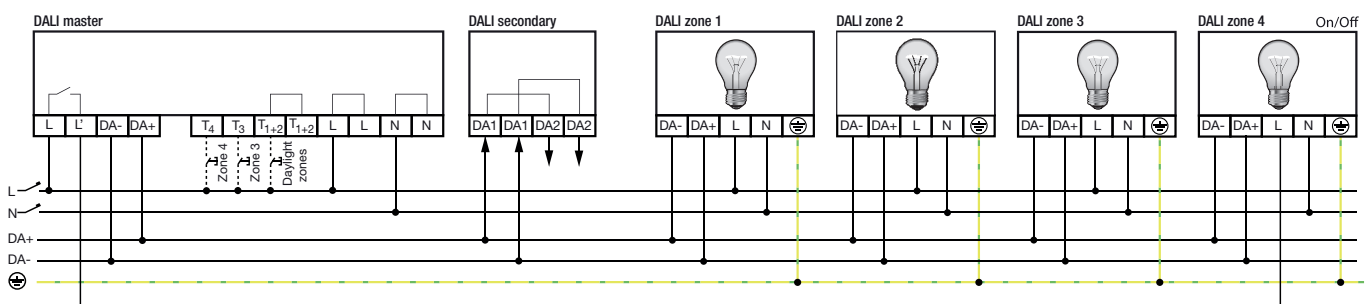 DALI master
DALI secondary
DALI zone 1
DALI zone 2
DALI zone 3
DALI zone 4
On/Off
L L' DA- DA+ T4 T3 T1+2 T1+2 L L N N
DA1 DA1 DA2 DA2
DA- DA+ L N
DA- DA+ L N
DA- DA+ L N
DA- DA+ L N
Zone 4
Zone 3
Daylight
zones
L
N
DA+
DA-